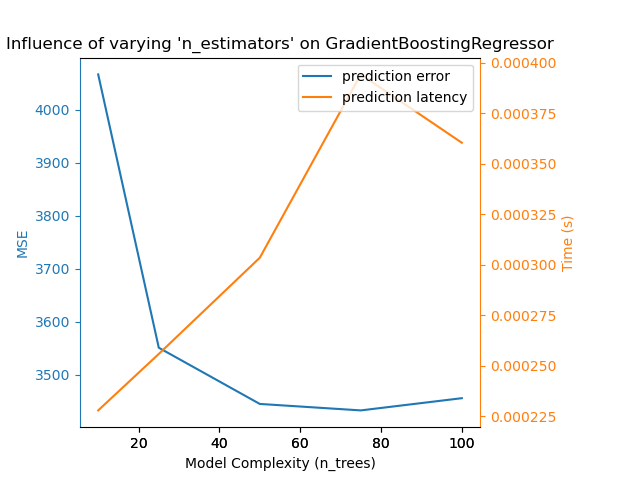 Influence of varying 'n_estimators' on GradientBoostingRegressor
prediction error
prediction latency
4000
3900
3800
3700
3600
3500
MSE
0.000400
0.000375
0.000350
0.000325
0.000300
0.000275
0.000250
0.000225
Time (s)
20 40 60 80 100
Model Complexity (n_trees)